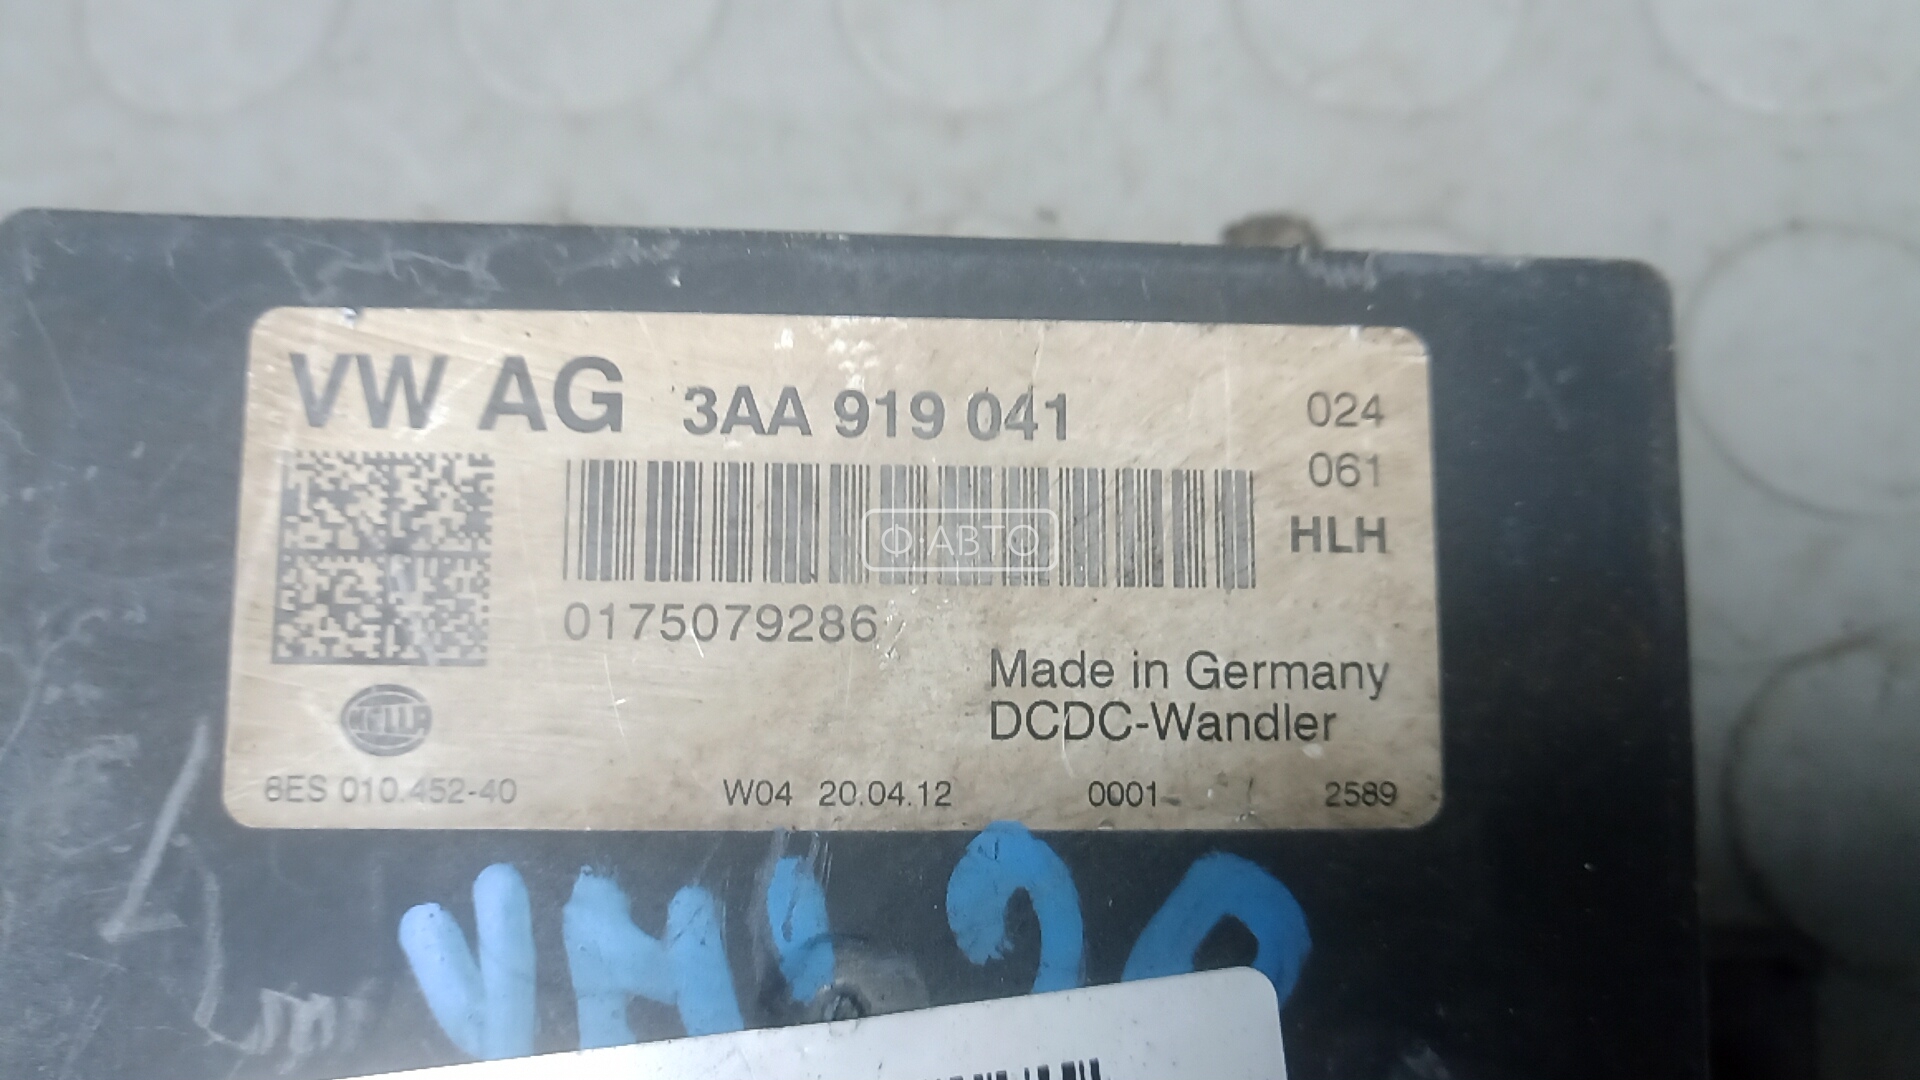 VW AG 3AA 919 041
024
061
HLH
Ф·АВТО
0175079286
Made in Germany
DCDC-Wandler
HELLA
8ES 010.452-40 W04 20.04.12 0001 2589